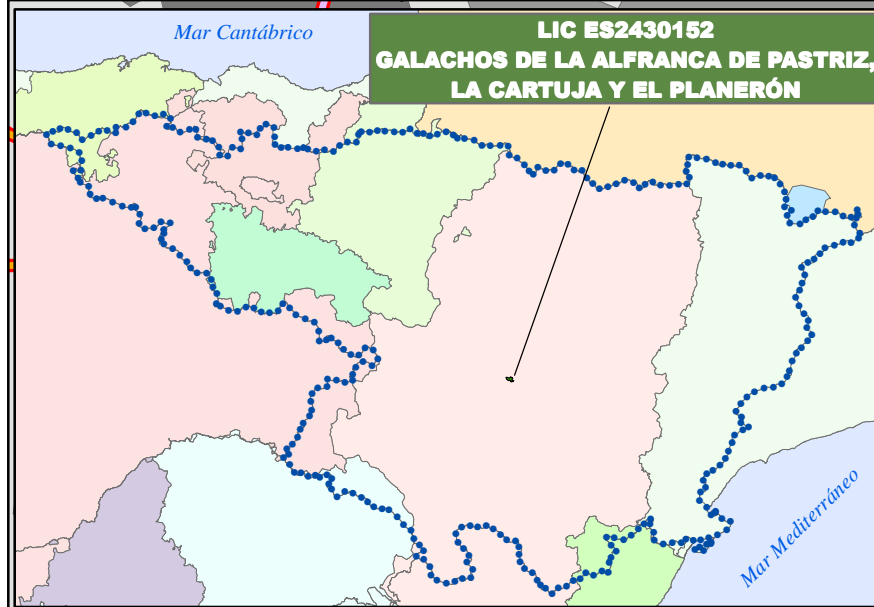 Mar Cantábrico
LIC ES2430152
GALACHOS DE LA ALFRANCA DE PASTRIZ,
LA CARTUJA Y EL PLANERÓN
Mar Mediterráneo